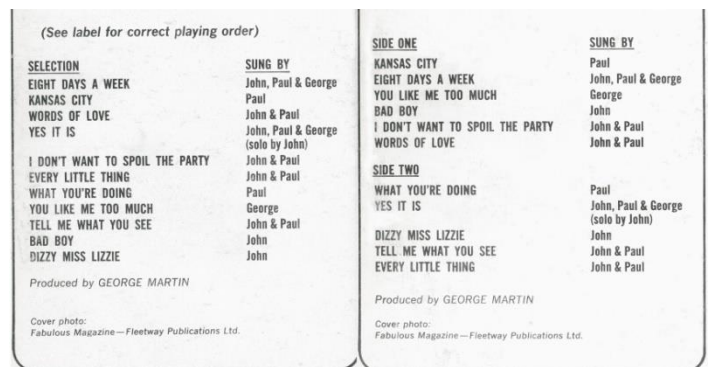 (See label for correct playing order)
SELECTION SUNG BY
EIGHT DAYS A WEEK John, Paul & George
KANSAS CITY Paul
WORDS OF LOVE John & Paul
YES IT IS John, Paul & George
(solo by John)
I DON'T WANT TO SPOIL THE PARTY John & Paul
EVERY LITTLE THING John & Paul
WHAT YOU'RE DOING Paul
YOU LIKE ME TOO MUCH George
TELL ME WHAT YOU SEE John & Paul
BAD BOY John
DIZZY MISS LIZZIE John
Produced by GEORGE MARTIN
Cover photo:
Fabulous Magazine—Fleetway Publications Ltd.
SIDE ONE SUNG BY
KANSAS CITY Paul
EIGHT DAYS A WEEK John, Paul & George
YOU LIKE ME TOO MUCH George
BAD BOY John
I DON'T WANT TO SPOIL THE PARTY John & Paul
WORDS OF LOVE John & Paul
SIDE TWO
WHAT YOU'RE DOING Paul
YES IT IS John, Paul & George
(solo by John)
DIZZY MISS LIZZIE John
TELL ME WHAT YOU SEE John & Paul
EVERY LITTLE THING John & Paul
Produced by GEORGE MARTIN
Cover photo:
Fabulous Magazine—Fleetway Publications Ltd.